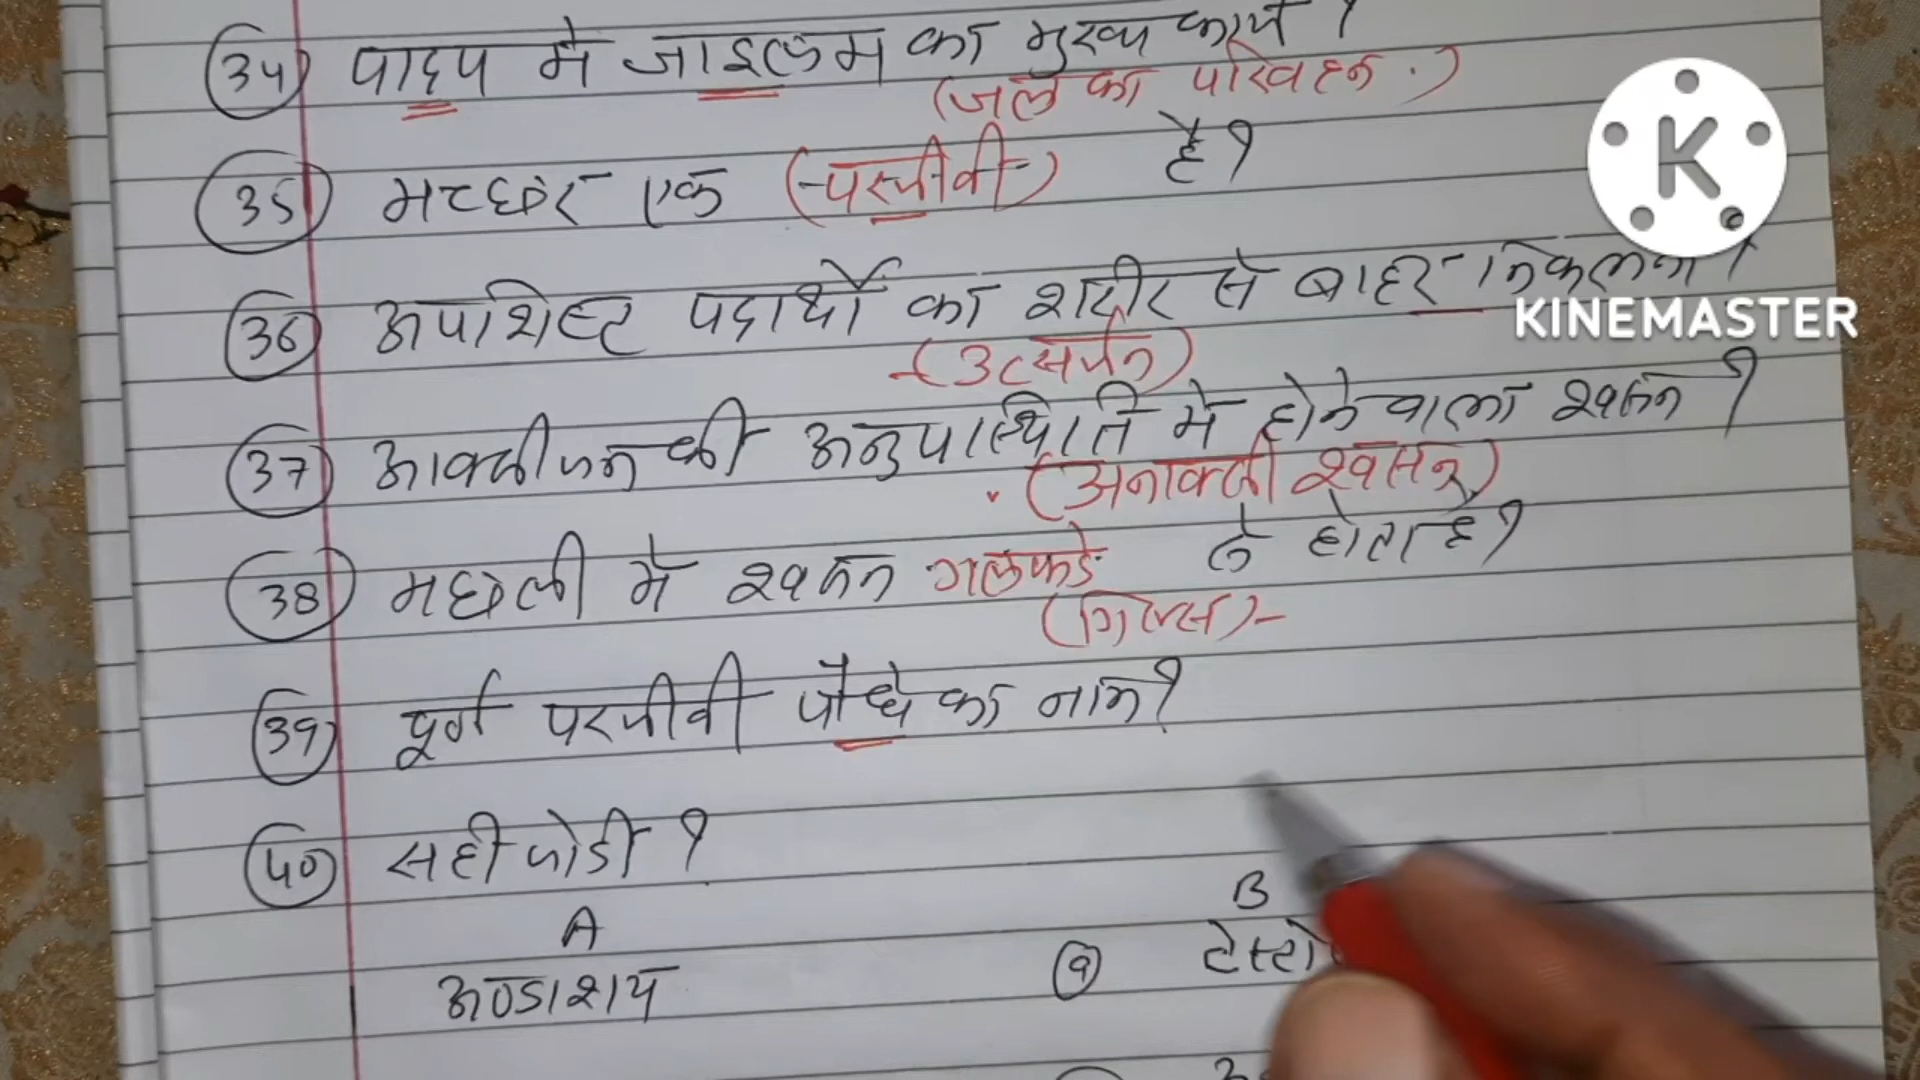 34 पादप मे जाइलम का मुख्य कार्य ?
(जल का परिवहन .)
35 मच्छर एक (-परजीवी-) है?
K
36 अपशिष्ट पदार्थों का शरीर से बाहर निकलना ?
KINEMASTER
-(उत्सर्जन)
37 आक्सीजन की अनुपास्थिति मे होने वाला श्वसन ?
(अनाक्सी श्वसन)
38 मछली मे श्वसन गलफडे से होता है?
(गिल्स)-
39 पूर्ण परजीवी पौधे का नाम?
40 सही जोडी ?
A B
अण्डाशय (a) टेस्टो